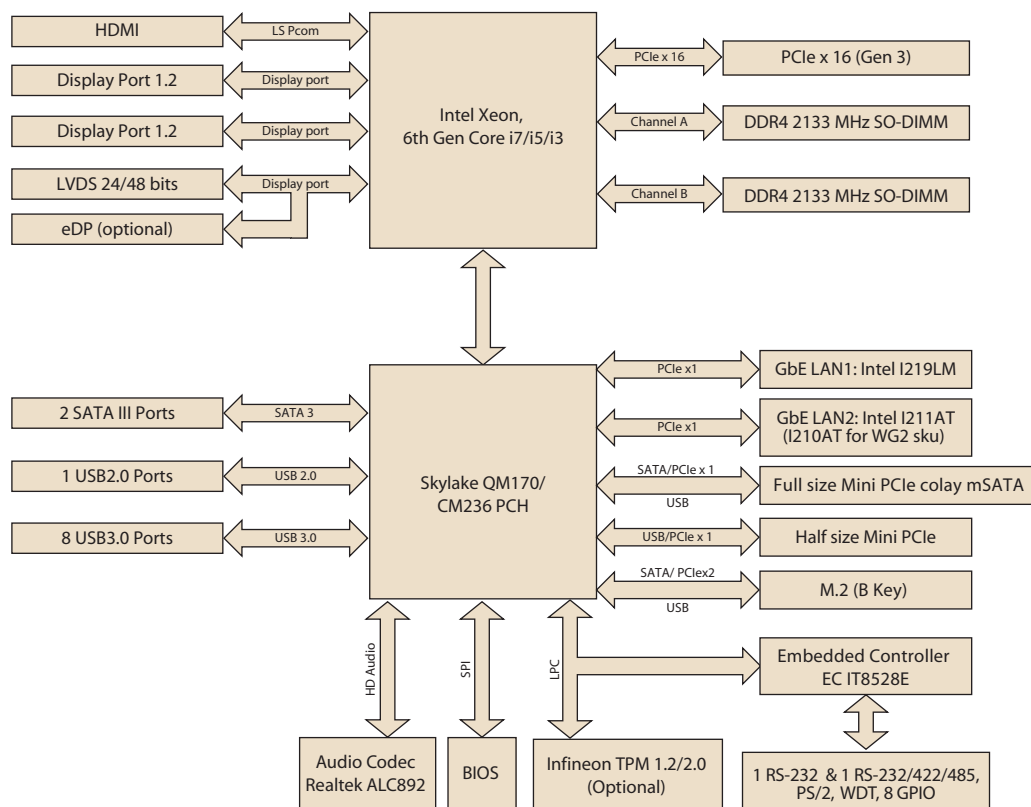 HDMI
LS Pcom
Display Port 1.2
Display port
Display Port 1.2
Display port
LVDS 24/48 bits
Display port
eDP (optional)
Intel Xeon,
6th Gen Core i7/i5/i3
PCIe x 16
PCIe x 16 (Gen 3)
Channel A
DDR4 2133 MHz SO-DIMM
Channel B
DDR4 2133 MHz SO-DIMM
2 SATA III Ports
SATA 3
1 USB2.0 Ports
USB 2.0
8 USB3.0 Ports
USB 3.0
Skylake QM170/
CM236 PCH
PCIe x1
GbE LAN1: Intel I219LM
PCIe x1
GbE LAN2: Intel I211AT
(I210AT for WG2 sku)
SATA/PCIe x 1
USB
Full size Mini PCIe colay mSATA
USB/PCIe x 1
Half size Mini PCIe
SATA/ PCIex2
USB
M.2 (B Key)
HD Audio
SPI
LPC
Embedded Controller
EC IT8528E
Audio Codec
Realtek ALC892
BIOS
Infineon TPM 1.2/2.0
(Optional)
1 RS-232 & 1 RS-232/422/485,
PS/2, WDT, 8 GPIO